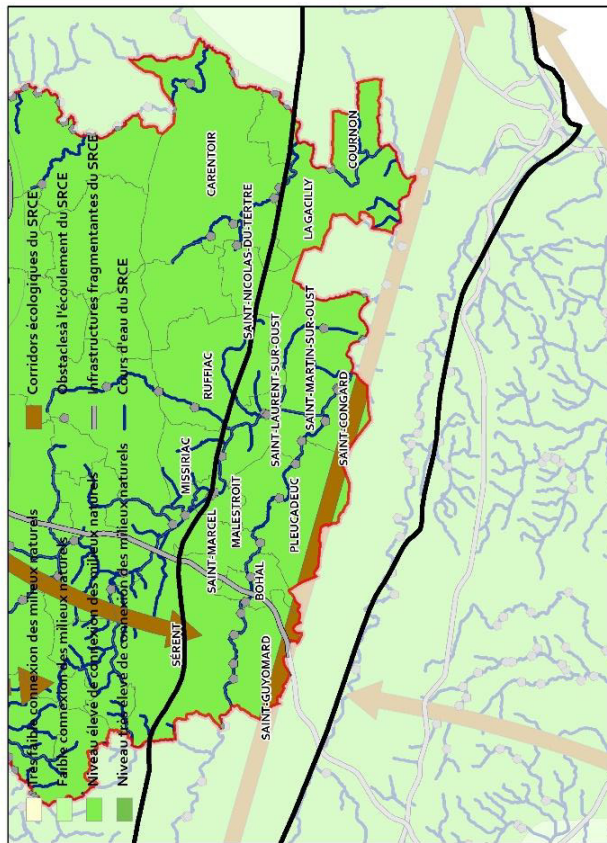 Très faible connexion des milieux naturels
Faible connexion des milieux naturels
Niveau élevé de connexion des milieux naturels
Niveau très élevé de connexion des milieux naturels
Corridors écologiques du SRCE
Obstaclesà l'écoulement du SRCE
Infrastructures fragmentantes du SRCE
Cours d'eau du SRCE
CARENTOIR
COURNON
LA GACILLY
SAINT-NICOLAS-DU-TERTRE
RUFFIAC
SAINT-LAURENT-SUR-OUST
SAINT-MARTIN-SUR-OUST
SAINT-CONGARD
MISSIRIAC
MALESTROIT
SAINT-MARCEL
PLEUCADEUC
BOHAL
SÉRENT
SAINT-GUYOMARD